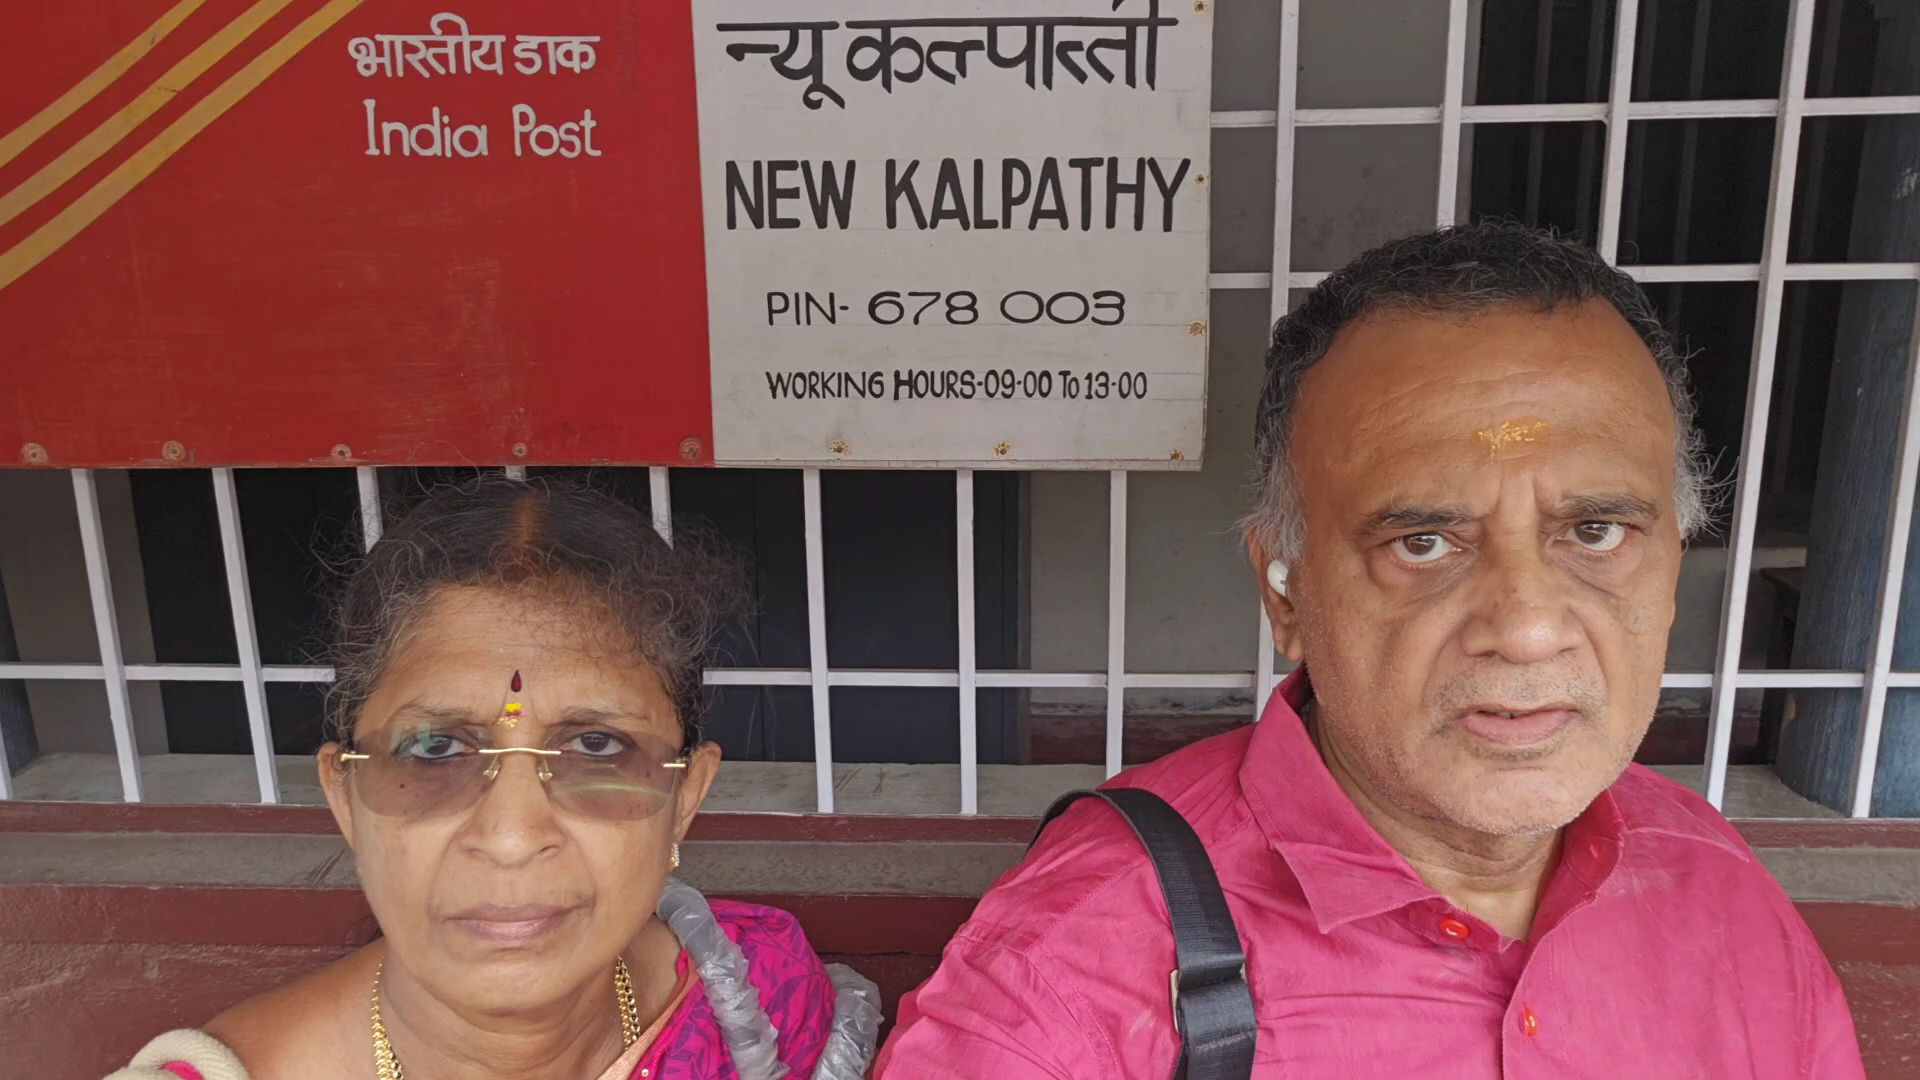 भारतीय डाक
India Post
न्यू कल्पात्ती
NEW KALPATHY
PIN- 678 003
WORKING HOURS-09-00 To 13-00